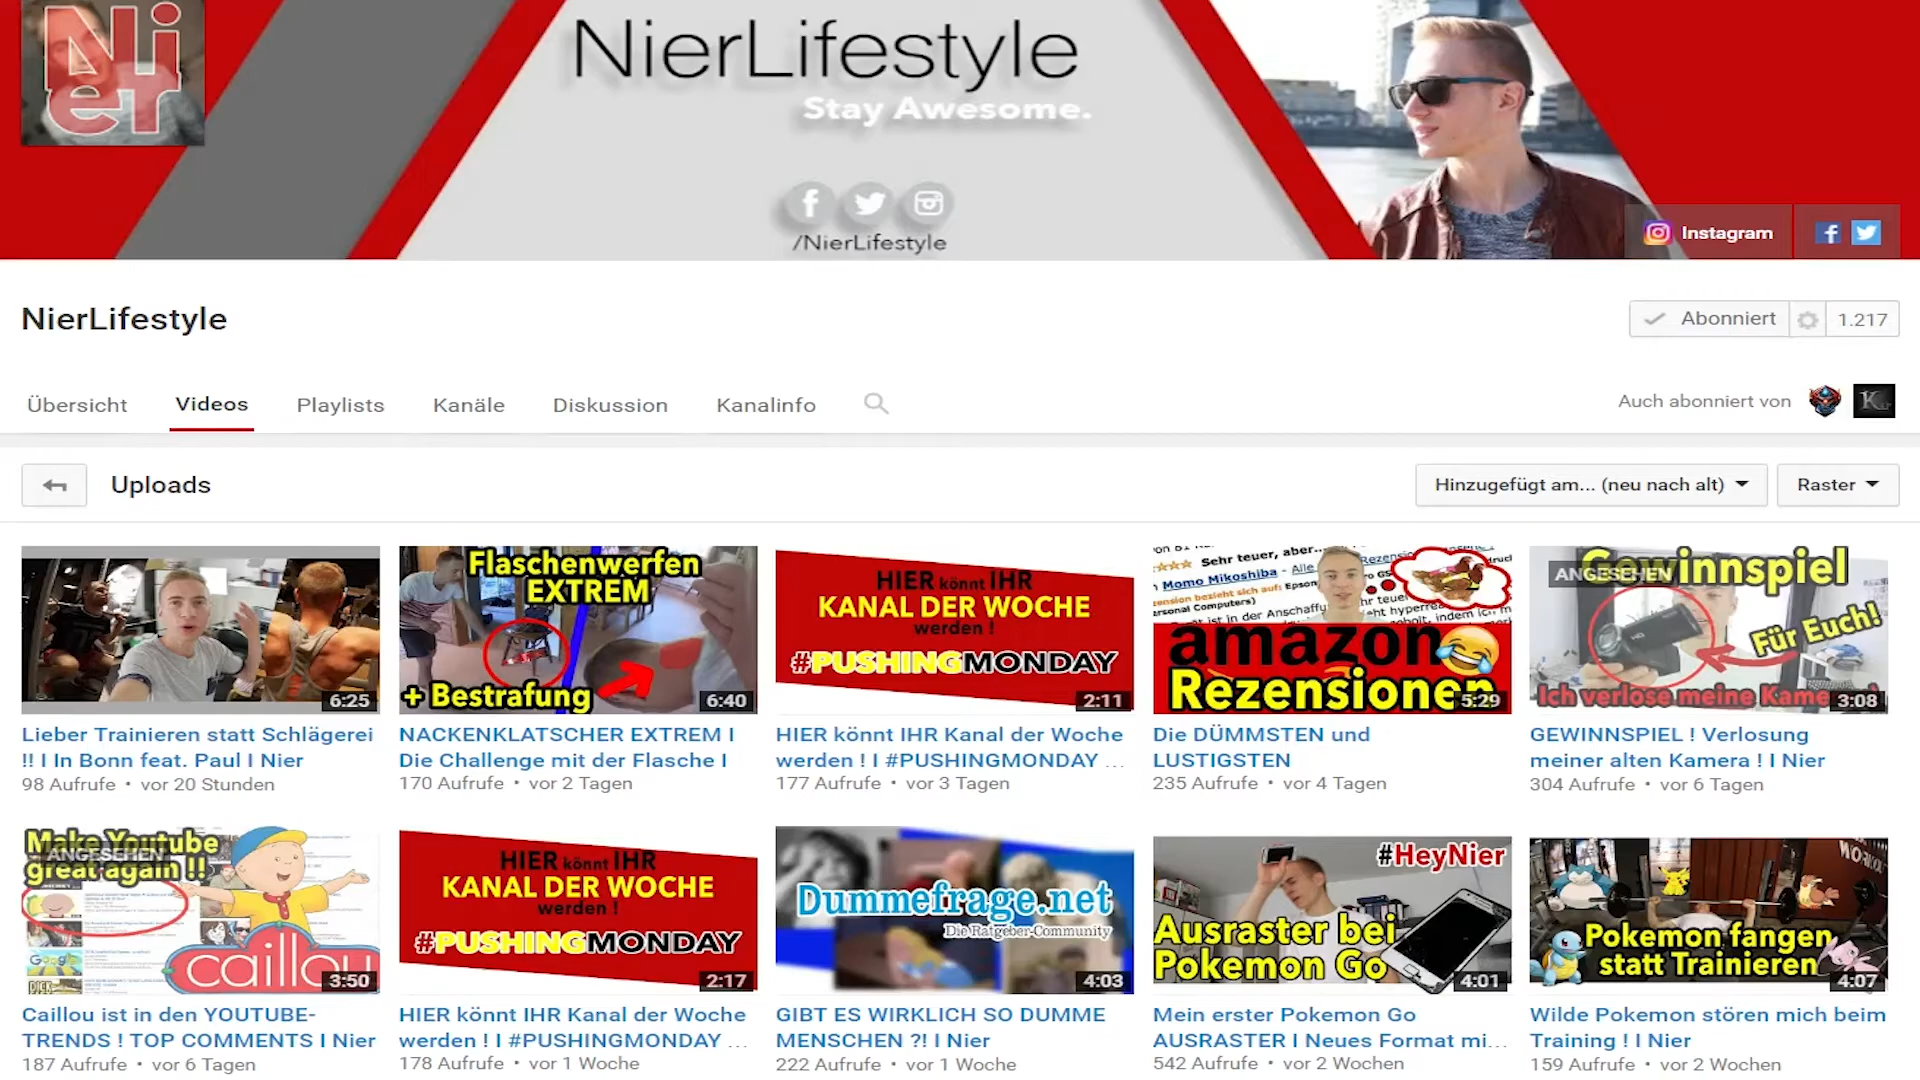 Nier
NierLifestyle
Stay Awesome.
/NierLifestyle
Instagram
NierLifestyle
Abonniert
1.217
Übersicht
Videos
Playlists
Kanäle
Diskussion
Kanalinfo
Auch abonniert von
Uploads
Hinzugefügt am... (neu nach alt)
Raster
6:25
Flaschenwerfen
EXTREM
+ Bestrafung
6:40
HIER könnt IHR
KANAL DER WOCHE
werden !
#PUSHINGMONDAY
2:11
Sehr teuer, aber...
Momo Mikoshiba - Alle
amazon
Rezensionen
5:29
Gewinnspiel
ANGESEHEN
Für Euch!
Ich verlose meine Kame
3:08
Lieber Trainieren statt Schlägerei
!! I In Bonn feat. Paul I Nier
98 Aufrufe • vor 20 Stunden
NACKENKLATSCHER EXTREM I
Die Challenge mit der Flasche I
170 Aufrufe • vor 2 Tagen
HIER könnt IHR Kanal der Woche
werden ! I #PUSHINGMONDAY ...
177 Aufrufe • vor 3 Tagen
Die DÜMMSTEN und
LUSTIGSTEN
235 Aufrufe • vor 4 Tagen
GEWINNSPIEL ! Verlosung
meiner alten Kamera ! I Nier
304 Aufrufe • vor 6 Tagen
Make Youtube
great again !!
ANGESEHEN
caillou
3:50
HIER könnt IHR
KANAL DER WOCHE
werden !
#PUSHINGMONDAY
2:17
Dummefrage.net
Die Ratgeber-Community
4:03
#HeyNier
Ausraster bei
Pokemon Go
4:01
Pokemon fangen
statt Trainieren
4:07
Caillou ist in den YOUTUBE-
TRENDS ! TOP COMMENTS I Nier
187 Aufrufe • vor 6 Tagen
HIER könnt IHR Kanal der Woche
werden ! I #PUSHINGMONDAY ...
178 Aufrufe • vor 1 Woche
GIBT ES WIRKLICH SO DUMME
MENSCHEN ?! I Nier
222 Aufrufe • vor 1 Woche
Mein erster Pokemon Go
AUSRASTER I Neues Format mi...
542 Aufrufe • vor 2 Wochen
Wilde Pokemon stören mich beim
Training ! I Nier
159 Aufrufe • vor 2 Wochen